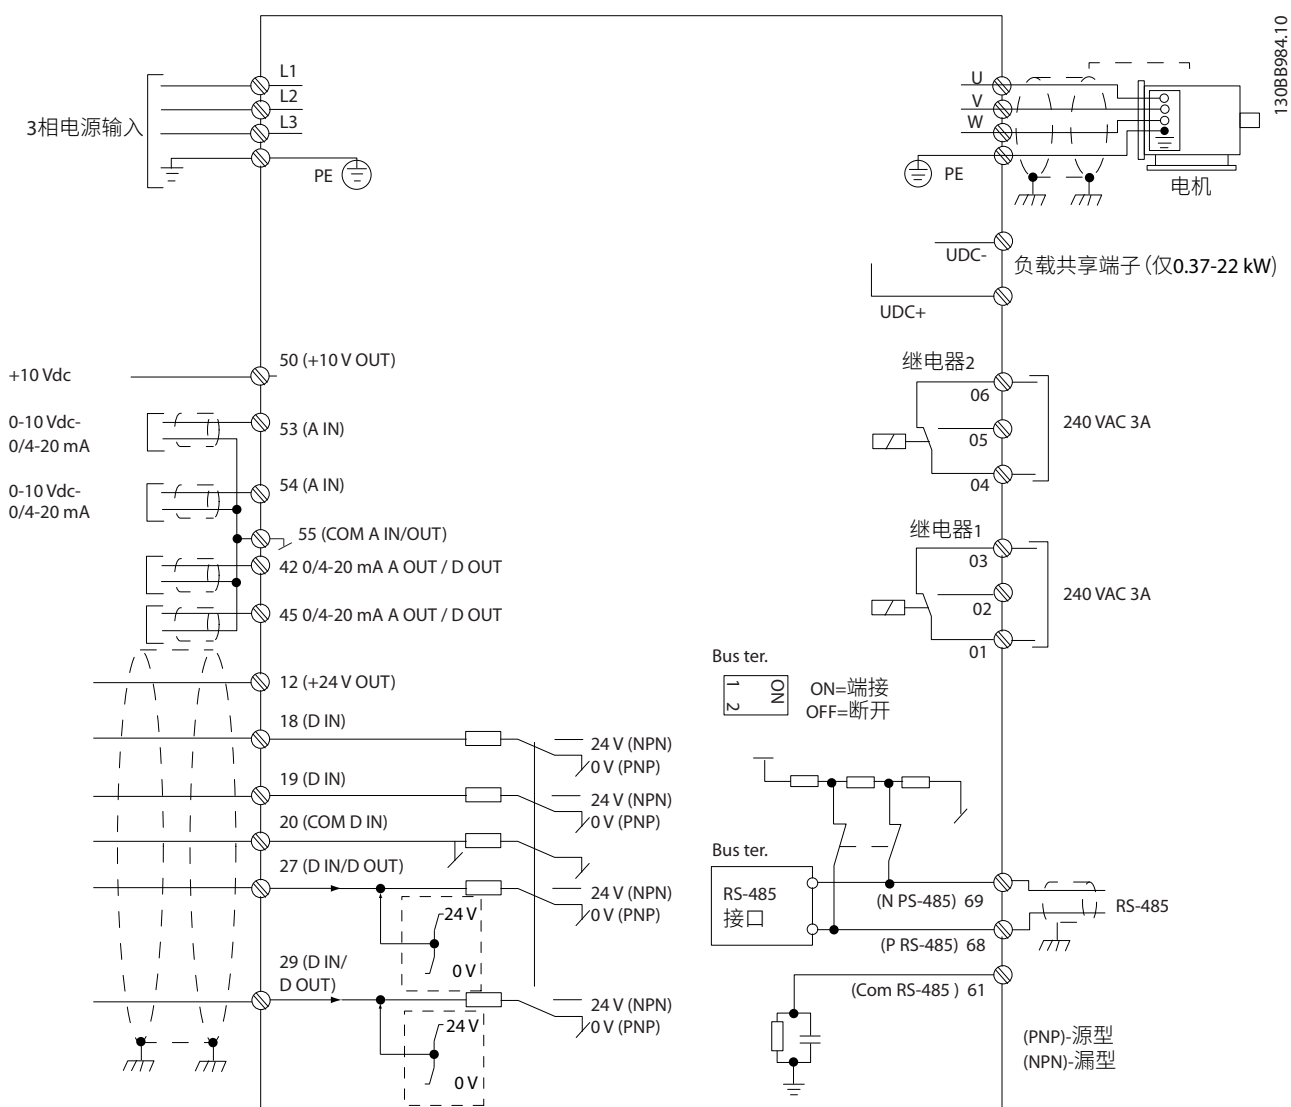 130BB984.10
3相电源输入
L1
L2
L3
PE
U
V
W
PE
电机
UDC-
负载共享端子 (仅0.37-22 kW)
UDC+
+10 Vdc
50 (+10 V OUT)
0-10 Vdc-
0/4-20 mA
53 (A IN)
0-10 Vdc-
0/4-20 mA
54 (A IN)
55 (COM A IN/OUT)
42 0/4-20 mA A OUT / D OUT
45 0/4-20 mA A OUT / D OUT
12 (+24 V OUT)
18 (D IN)
24 V (NPN)
0 V (PNP)
19 (D IN)
24 V (NPN)
0 V (PNP)
20 (COM D IN)
27 (D IN/D OUT)
24 V (NPN)
0 V (PNP)
24 V
0 V
29 (D IN/
D OUT)
24 V (NPN)
0 V (PNP)
24 V
0 V
继电器2
06
05
04
240 VAC 3A
继电器1
03
02
01
240 VAC 3A
Bus ter.
1
2
ON
ON=端接
OFF=断开
Bus ter.
RS-485
接口
(N PS-485) 69
RS-485
(P RS-485) 68
(Com RS-485 ) 61
(PNP)-源型
(NPN)-漏型